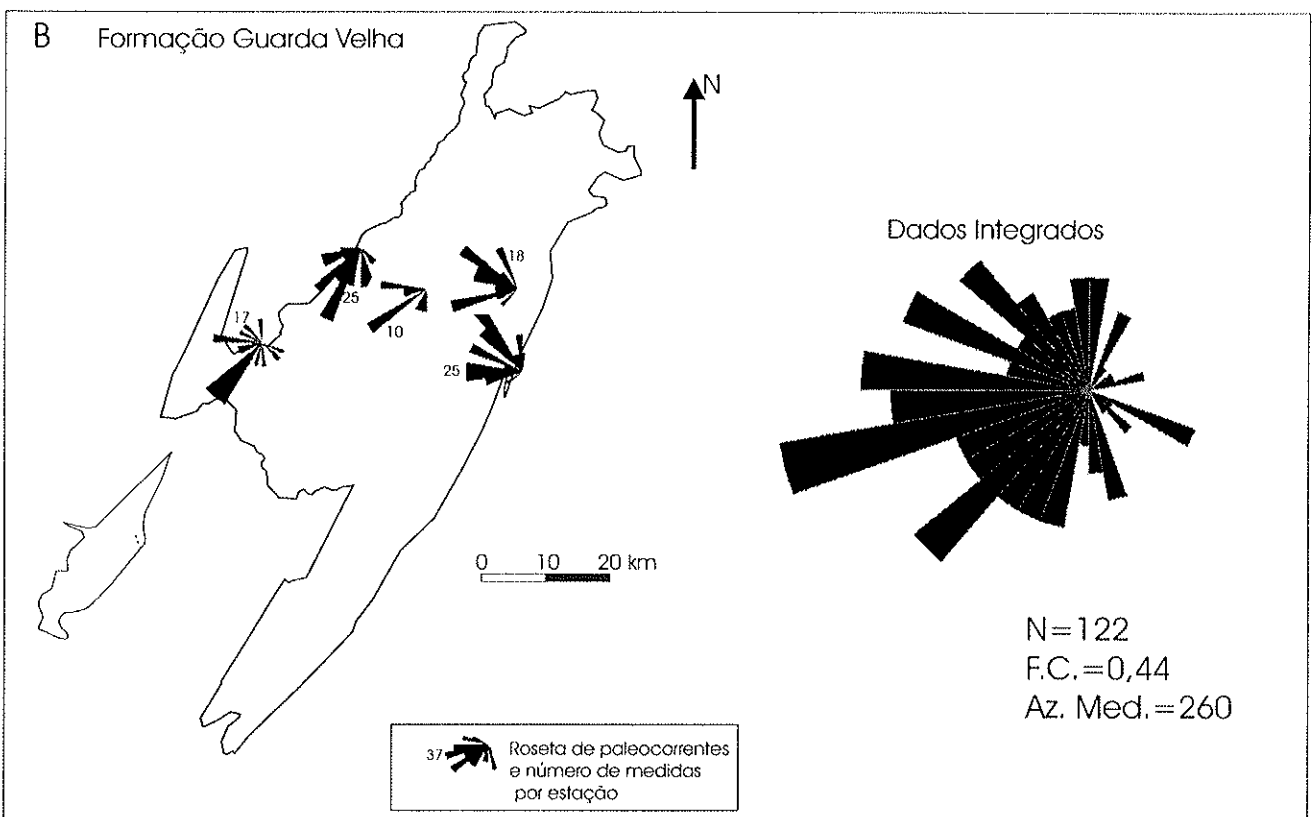 B Formação Guarda Velha
N
Dados Integrados
18
25
10
17
25
0 10 20 km
N=122
F.C.=0,44
Az. Med.=260
37 Roseta de paleocorrentes
e número de medidas
por estação